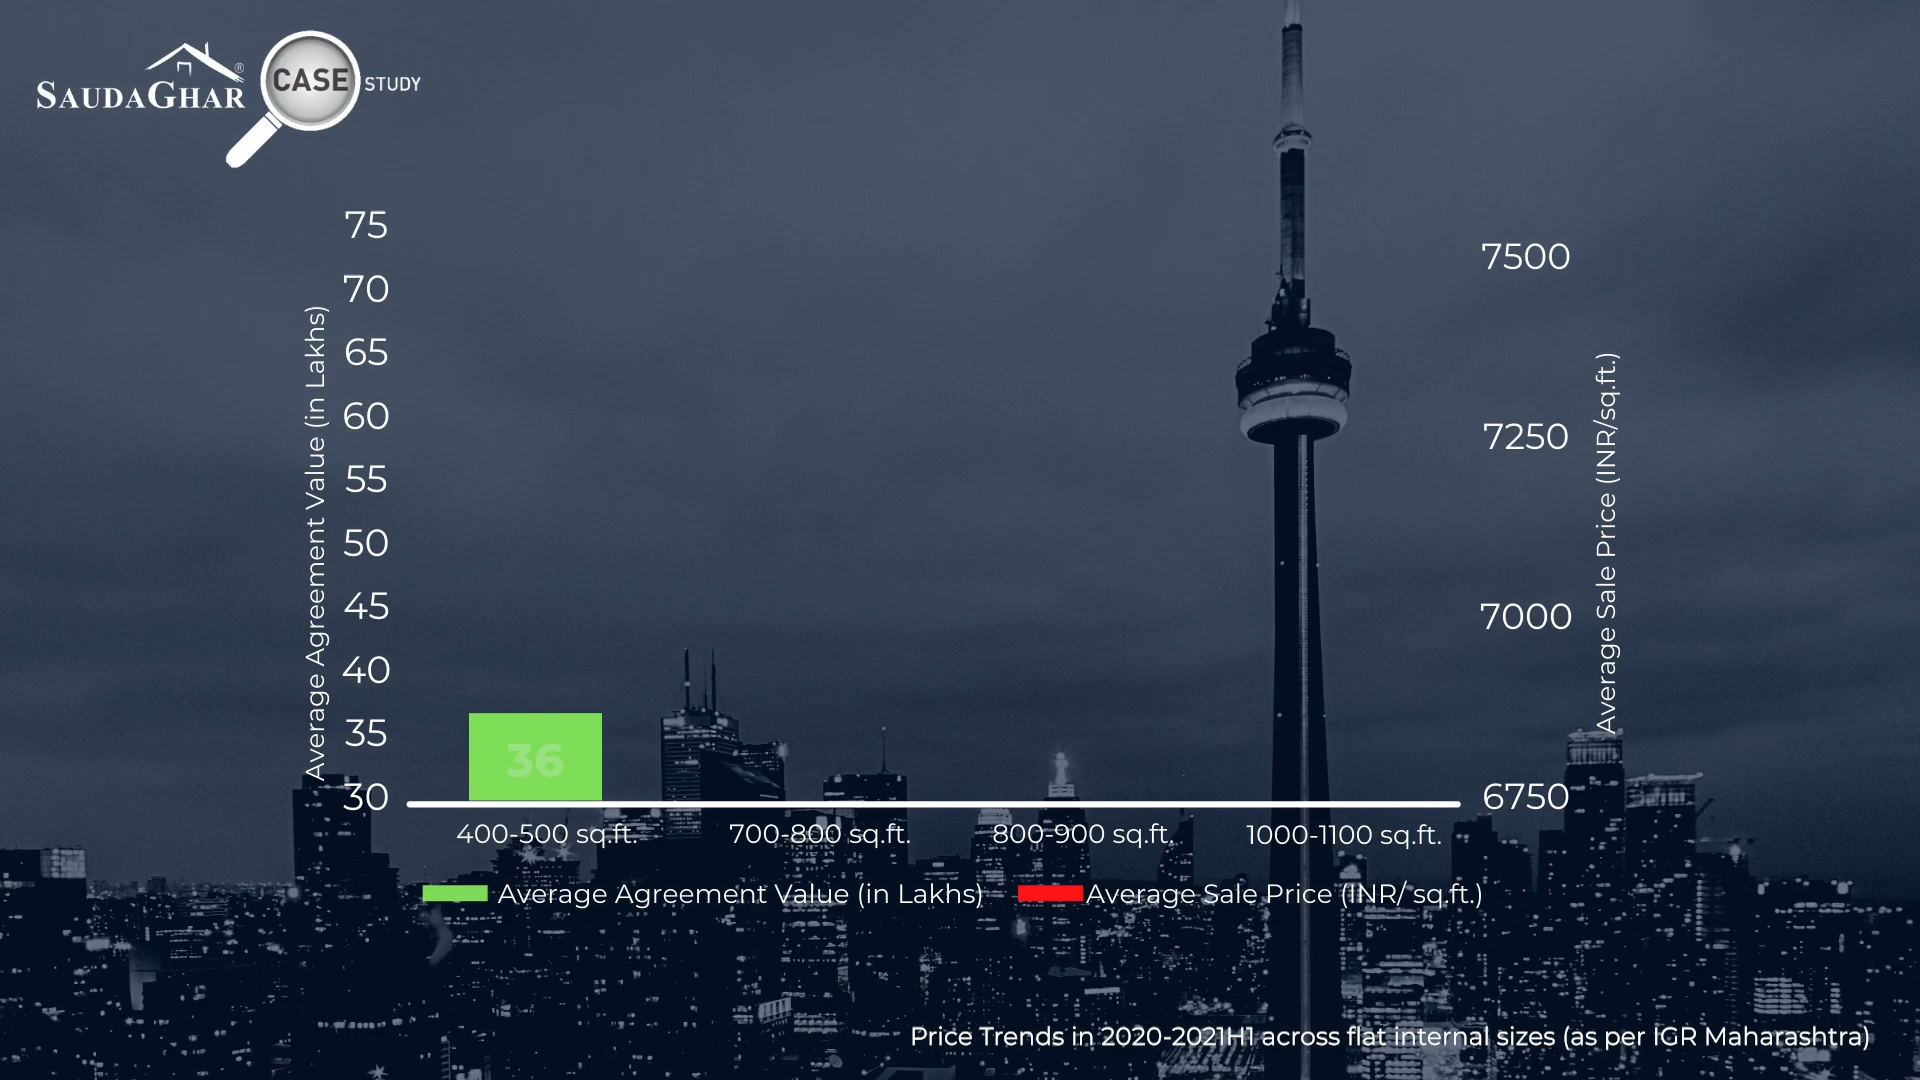 SAUDAGHAR®
CASE STUDY
Average Agreement Value (in Lakhs)
75
70
65
60
55
50
45
40
35
30
36
7500
7250
7000
6750
Average Sale Price (INR/sq.ft.)
400-500 sq.ft.
700-800 sq.ft.
800-900 sq.ft.
1000-1100 sq.ft.
Average Agreement Value (in Lakhs)
Average Sale Price (INR/ sq.ft.)
Price Trends in 2020-2021H1 across flat internal sizes (as per IGR Maharashtra)